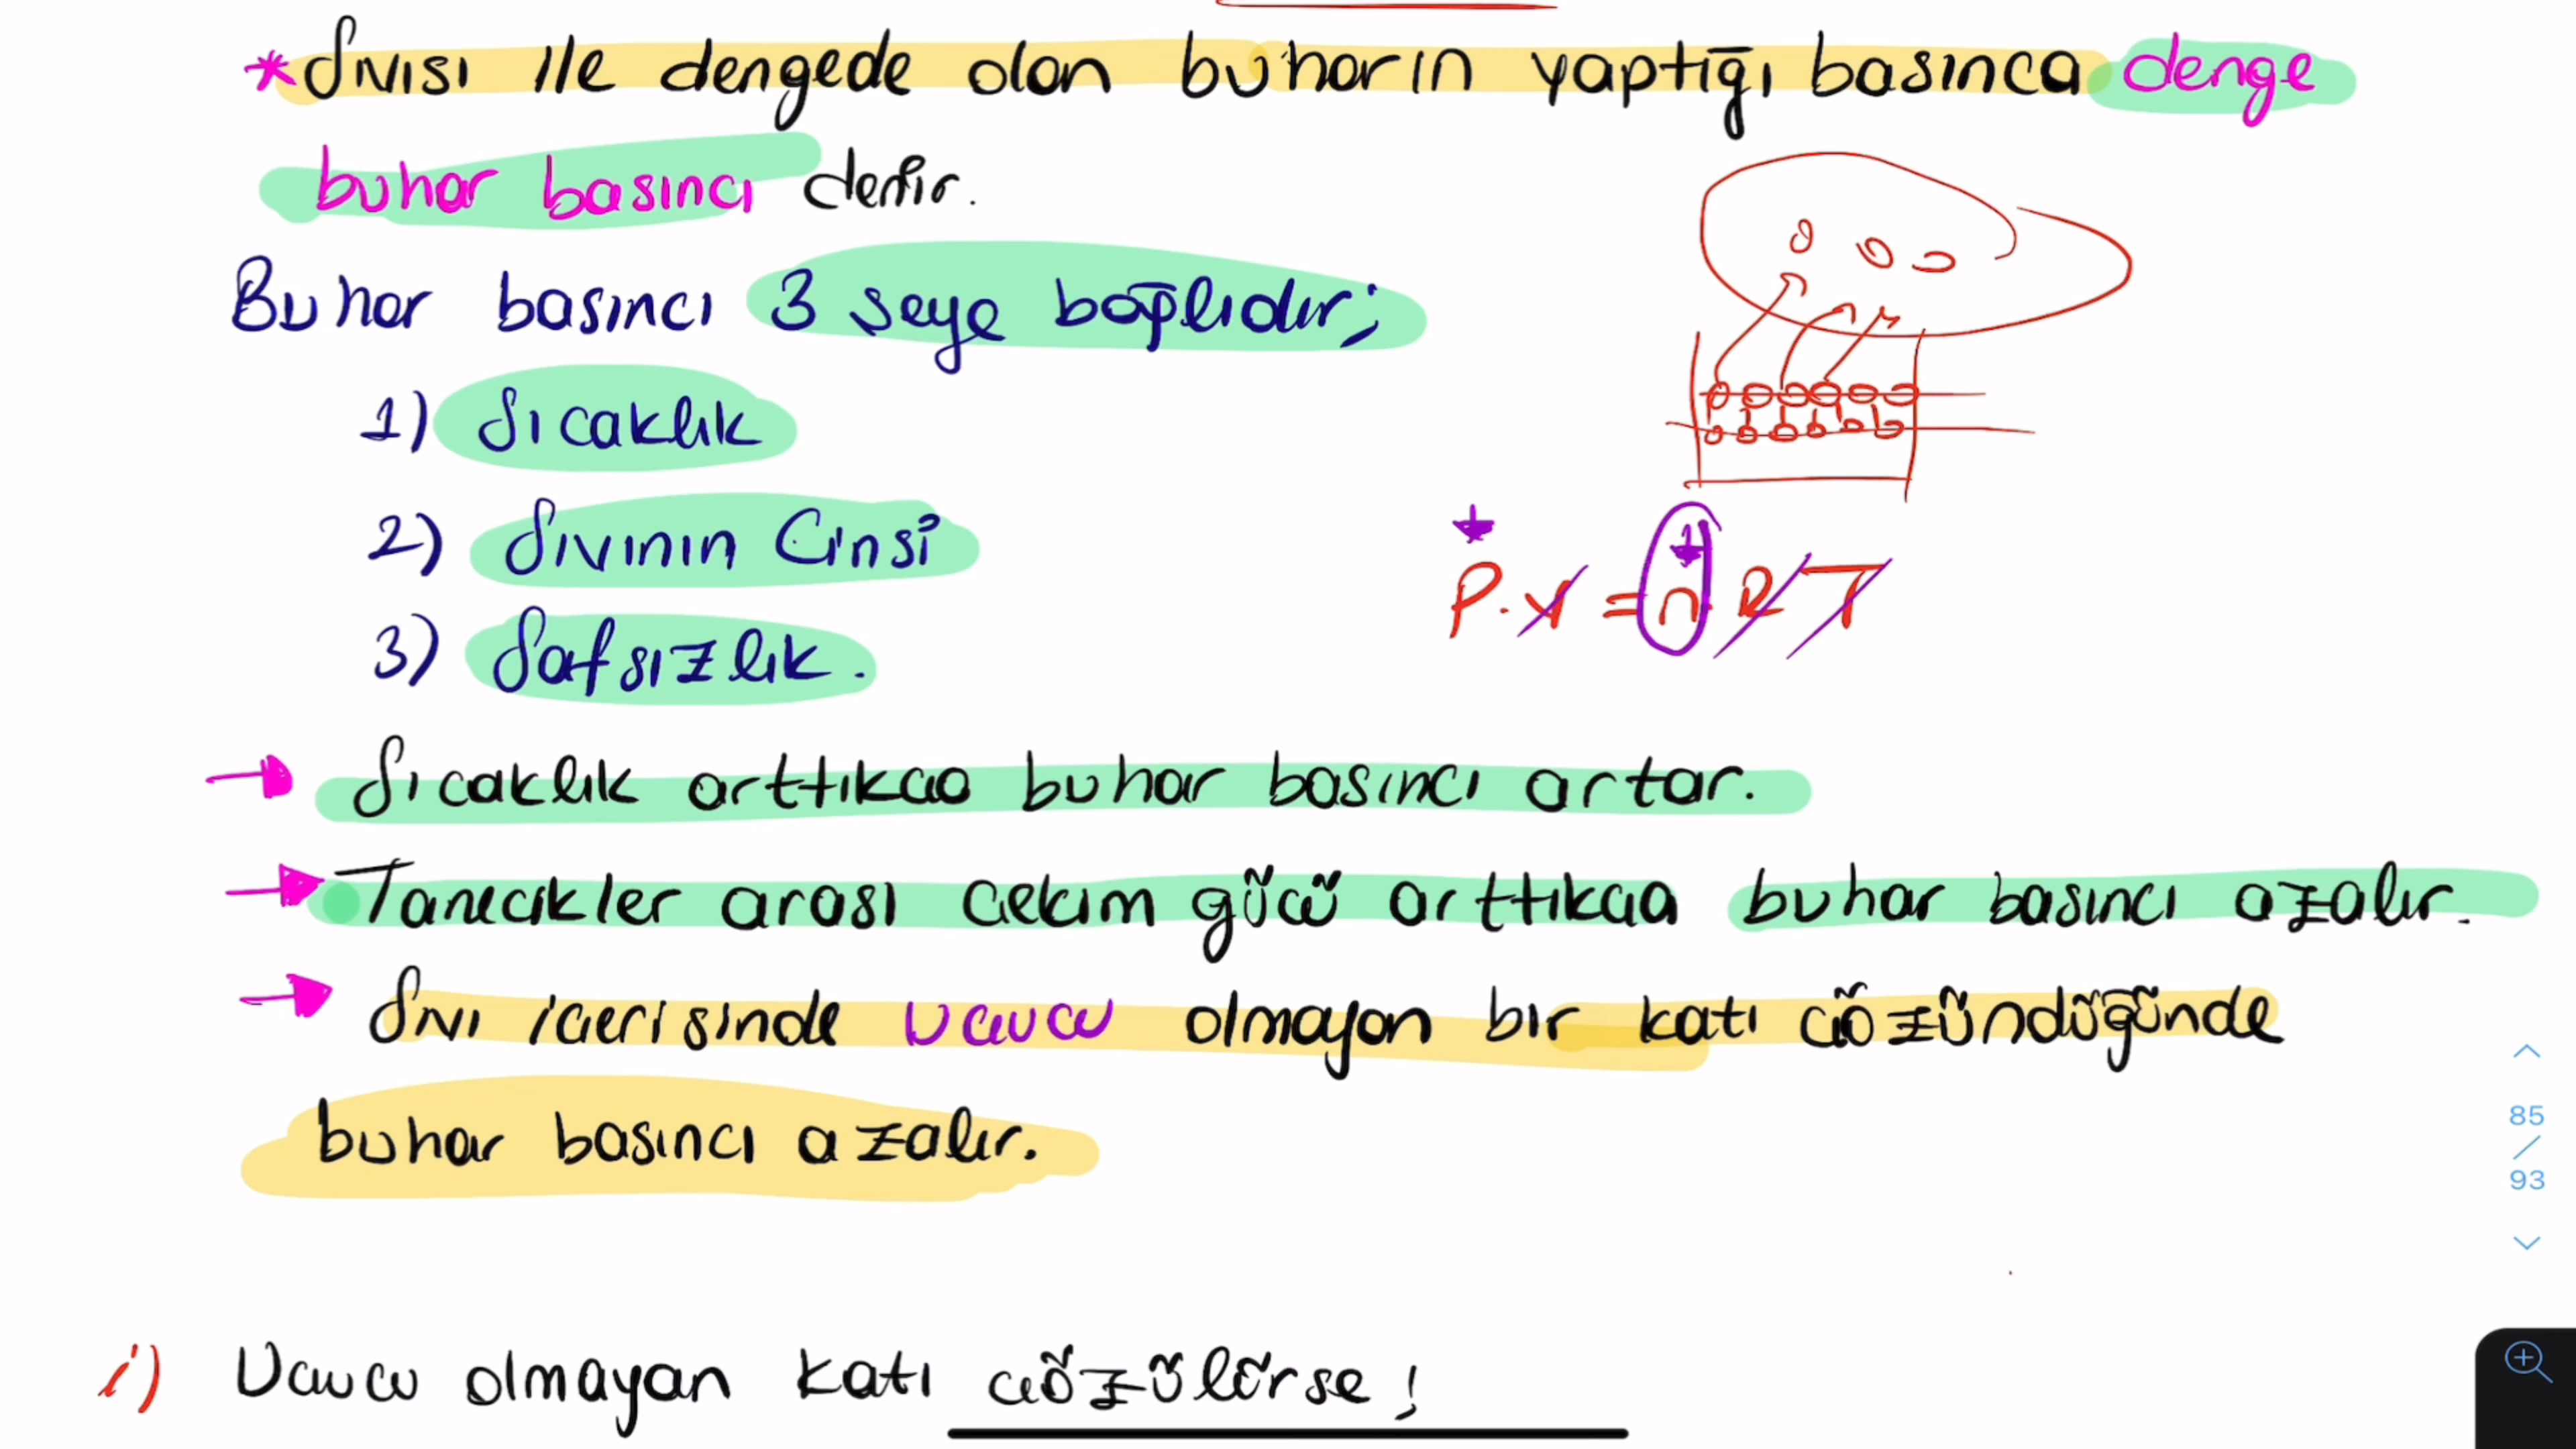 *Sıvısı ile dengede olan buharın yaptığı basınca denge
buhar basıncı denir.
Buhar basıncı 3 şeye bağlıdır;
1) Sıcaklık
2) Sıvının Cinsi
3) Safsızlık.
P.V = n R T
→ Sıcaklık arttıkça buhar basıncı artar.
→ Tanecikler arası çekim gücü arttıkça buhar basıncı azalır.
→ Sıvı içerisinde uçucu olmayan bir katı çözündüğünde
buhar basıncı azalır.
85
/
93
i) Uçucu olmayan katı çözülürse;